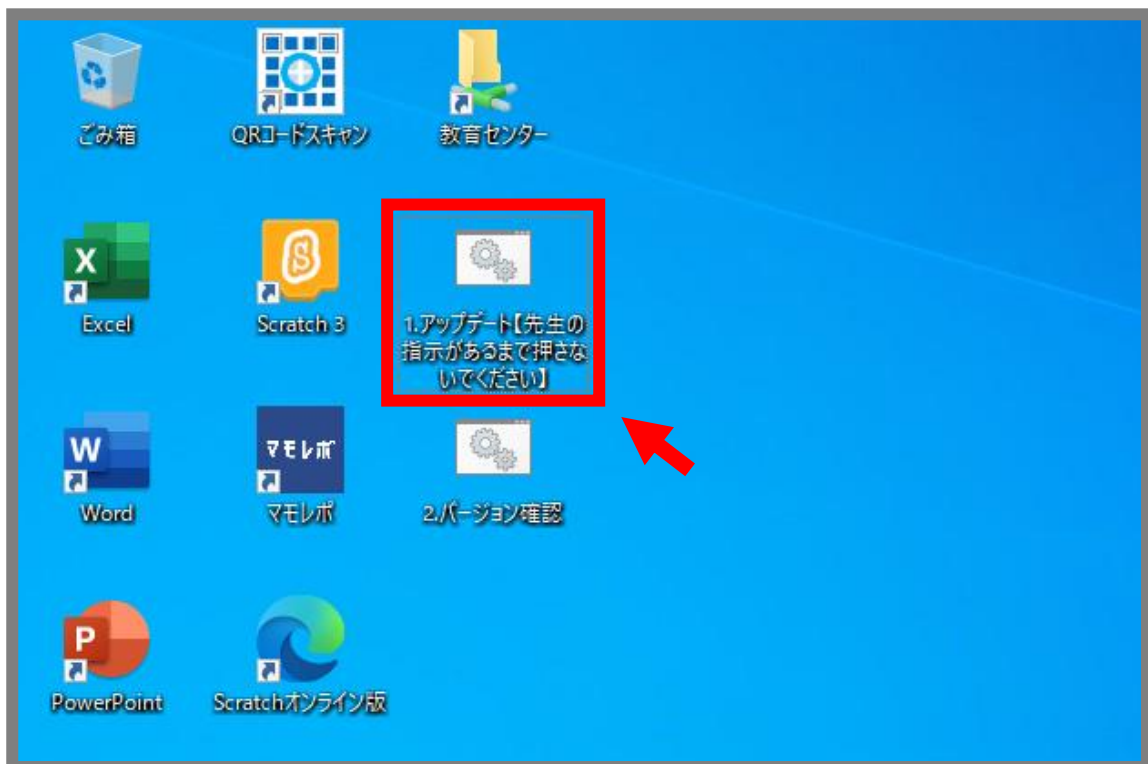 ごみ箱
QRコードスキャン
教育センター
X
Excel
S
Scratch 3
1.アップデート【先生の
指示があるまで押さな
いでください】
W
Word
マモレポ
マモレポ
2.バージョン確認
P
PowerPoint
Scratchオンライン版